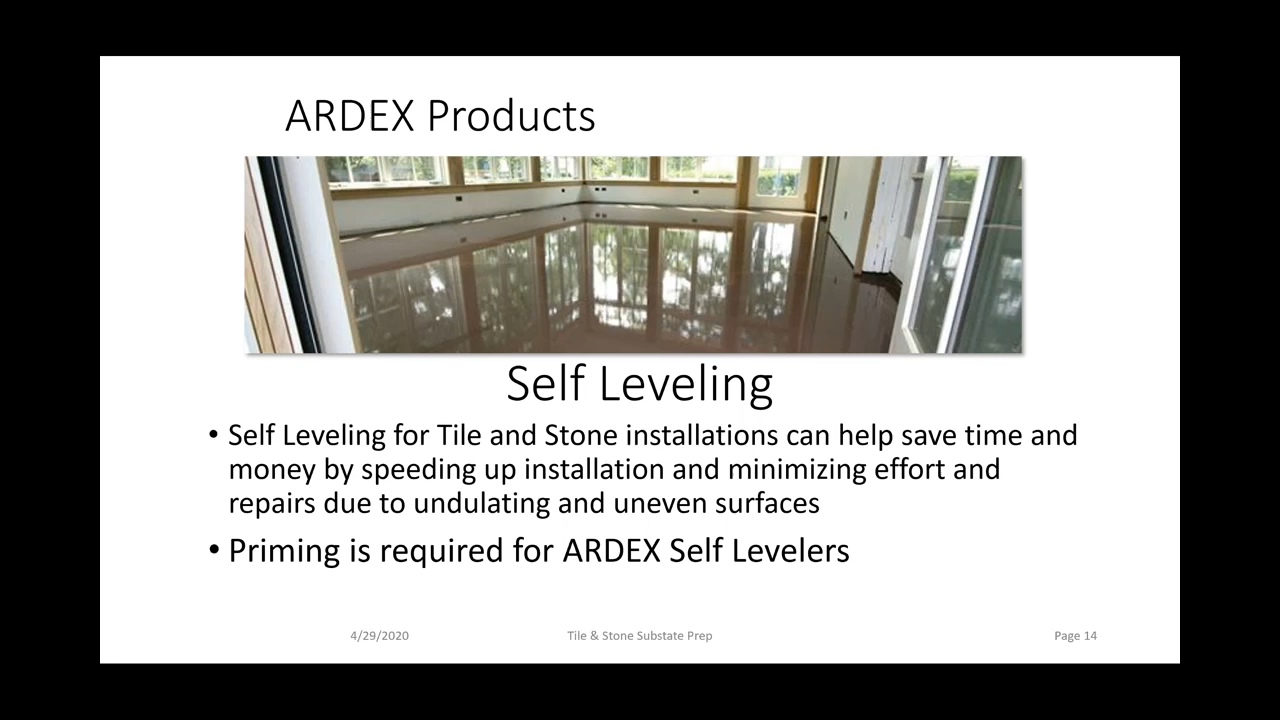 ARDEX Products
Self Leveling
• Self Leveling for Tile and Stone installations can help save time and
money by speeding up installation and minimizing effort and
repairs due to undulating and uneven surfaces
• Priming is required for ARDEX Self Levelers
4/29/2020
Tile & Stone Substate Prep
Page 14